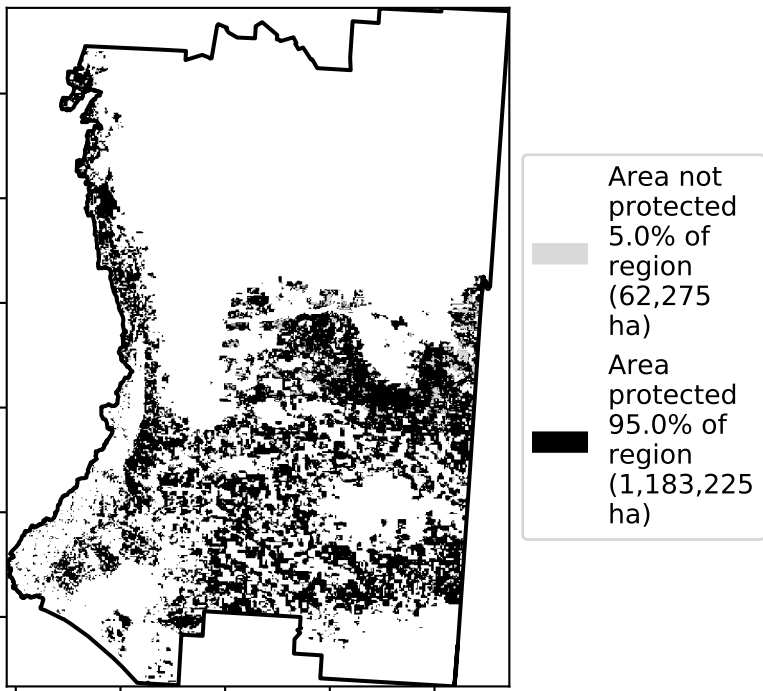 Area not
protected
5.0% of
region
(62,275
ha)
Area
protected
95.0% of
region
(1,183,225
ha)